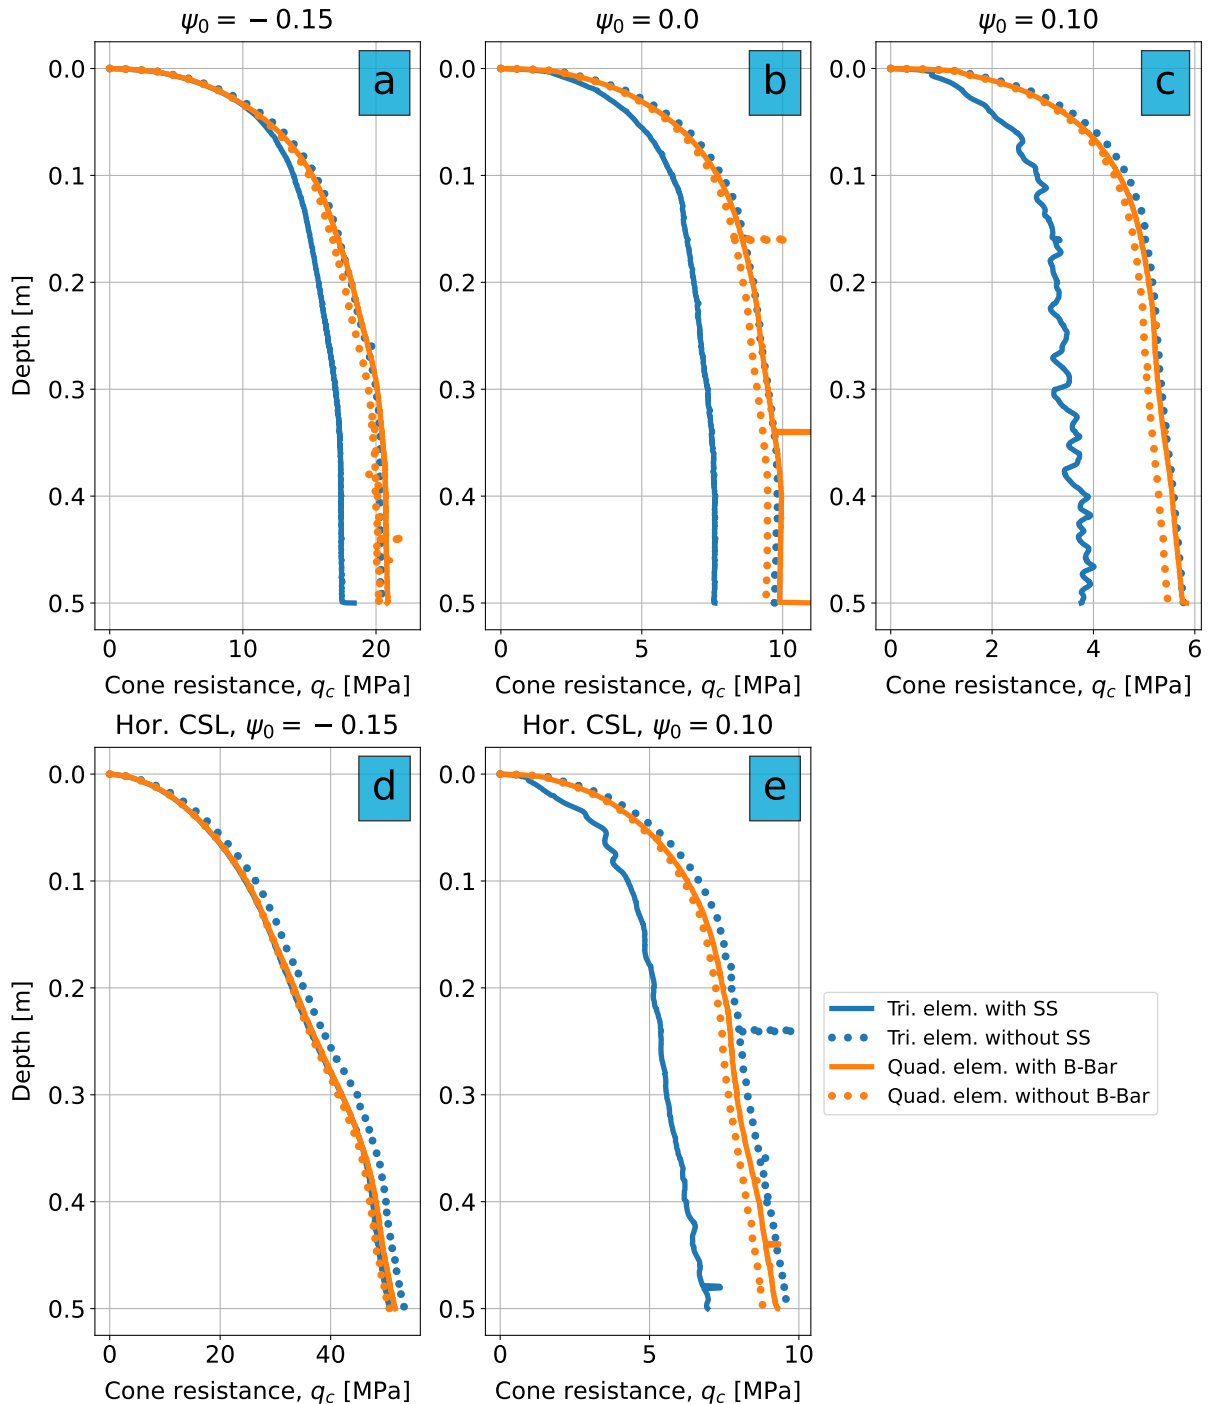 ψ₀ = −0.15
a
0.0
0.1
0.2
0.3
0.4
0.5
0
10
20
Depth [m]
Cone resistance, q_c [MPa]
ψ₀ = 0.0
b
0.0
0.1
0.2
0.3
0.4
0.5
0
5
10
Cone resistance, q_c [MPa]
ψ₀ = 0.10
c
0.0
0.1
0.2
0.3
0.4
0.5
0
2
4
6
Cone resistance, q_c [MPa]
Hor. CSL, ψ₀ = −0.15
d
0.0
0.1
0.2
0.3
0.4
0.5
0
20
40
Depth [m]
Cone resistance, q_c [MPa]
Hor. CSL, ψ₀ = 0.10
e
0.0
0.1
0.2
0.3
0.4
0.5
0
5
10
Cone resistance, q_c [MPa]
Tri. elem. with SS
Tri. elem. without SS
Quad. elem. with B-Bar
Quad. elem. without B-Bar